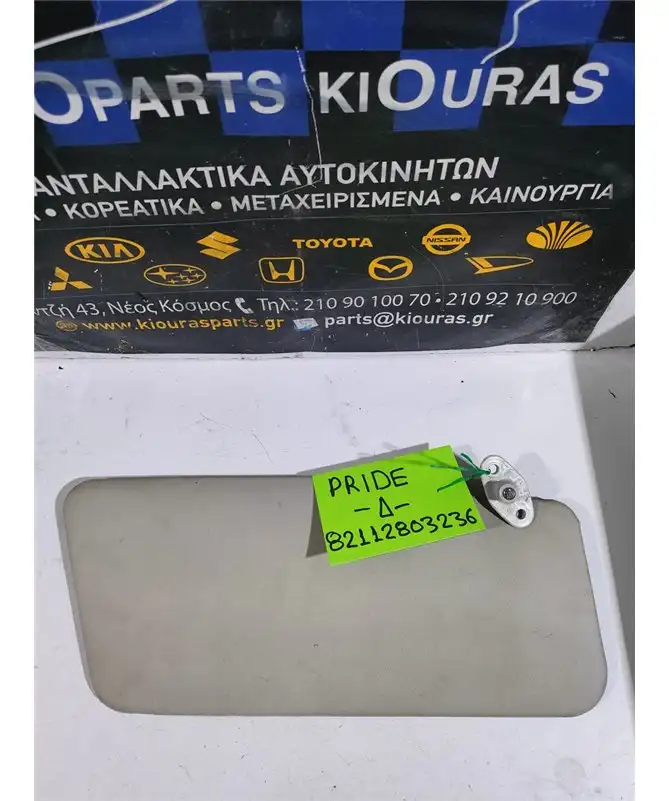 OPARTS KIOURAS
ΑΝΤΑΛΛΑΚΤΙΚΑ ΑΥΤΟΚΙΝΗΤΩΝ
• ΚΟΡΕΑΤΙΚΑ • ΜΕΤΑΧΕΙΡΙΣΜΕΝΑ • ΚΑΙΝΟΥΡΓΙΑ
KIA
TOYOTA
NISSAN
43, Νέος Κόσμος Τηλ.: 210 90 100 70 • 210 92 10 900
www.kiourasparts.gr parts@kiouras.gr
PRIDE
-Δ-
82112803236